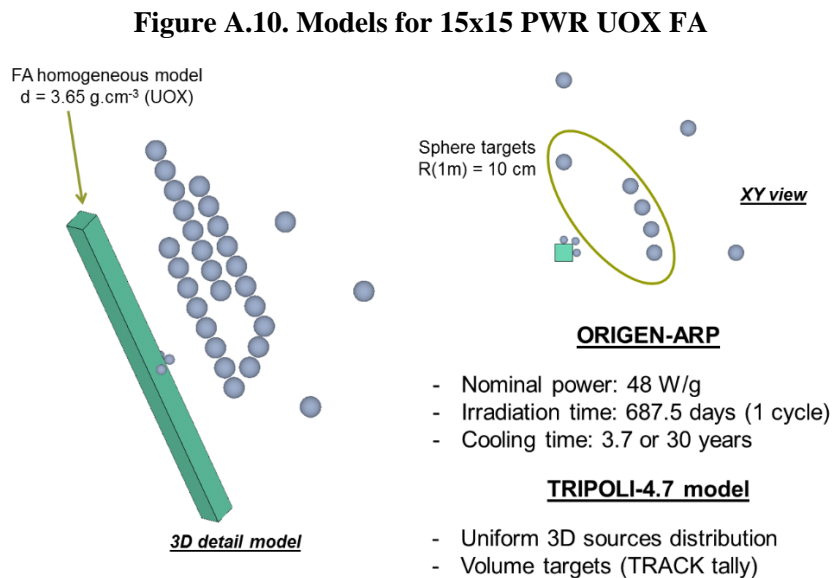 Figure A.10. Models for 15x15 PWR UOX FA
FA homogeneous model
d = 3.65 g.cm⁻³ (UOX)
3D detail model
Sphere targets
R(1m) = 10 cm
XY view
ORIGEN-ARP
- Nominal power: 48 W/g
- Irradiation time: 687.5 days (1 cycle)
- Cooling time: 3.7 or 30 years
TRIPOLI-4.7 model
- Uniform 3D sources distribution
- Volume targets (TRACK tally)